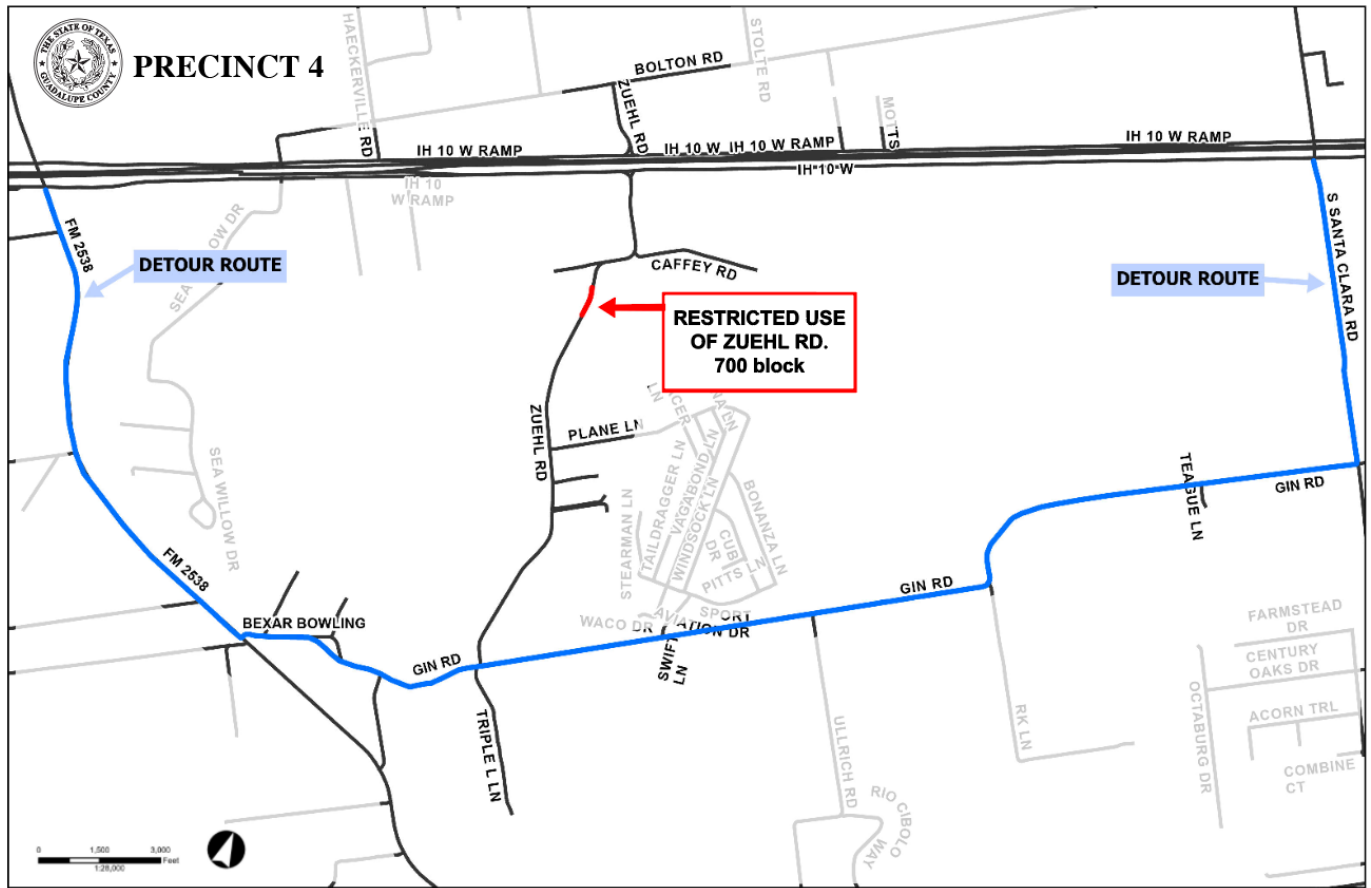 THE STATE OF TEXAS
GUADALUPE COUNTY
PRECINCT 4
HAECKERVILLE RD
STOLTE RD
BOLTON RD
ZUEHL RD
MOTTS
IH 10 W RAMP
IH 10 W
IH 10 W RAMP
IH 10 W RAMP
IH 10 W
IH 10
W RAMP
FM 2538
DETOUR ROUTE
CAFFEY RD
S SANTA CLARA RD
DETOUR ROUTE
RESTRICTED USE
OF ZUEHL RD.
700 block
ZUEHL RD
PLANE LN
LN
SEA WILLOW DR
TAILDRAGGER LN
VAGABOND LN
WINDSOCK LN
BONANZA LN
STEARMAN LN
CUB
DR
PITTS LN
TEAGUE LN
GIN RD
FM 2538
BEXAR BOWLING
GIN RD
WACO DR
SPORT
AVIATION DR
SWIFT
LN
GIN RD
TRIPLE L LN
ULLRICH RD
RK LN
OCTABURG DR
FARMSTEAD
DR
CENTURY
OAKS DR
ACORN TRL
COMBINE
CT
RIO CIBOLO
WAY
0 1,500 3,000
Feet
1:28,000